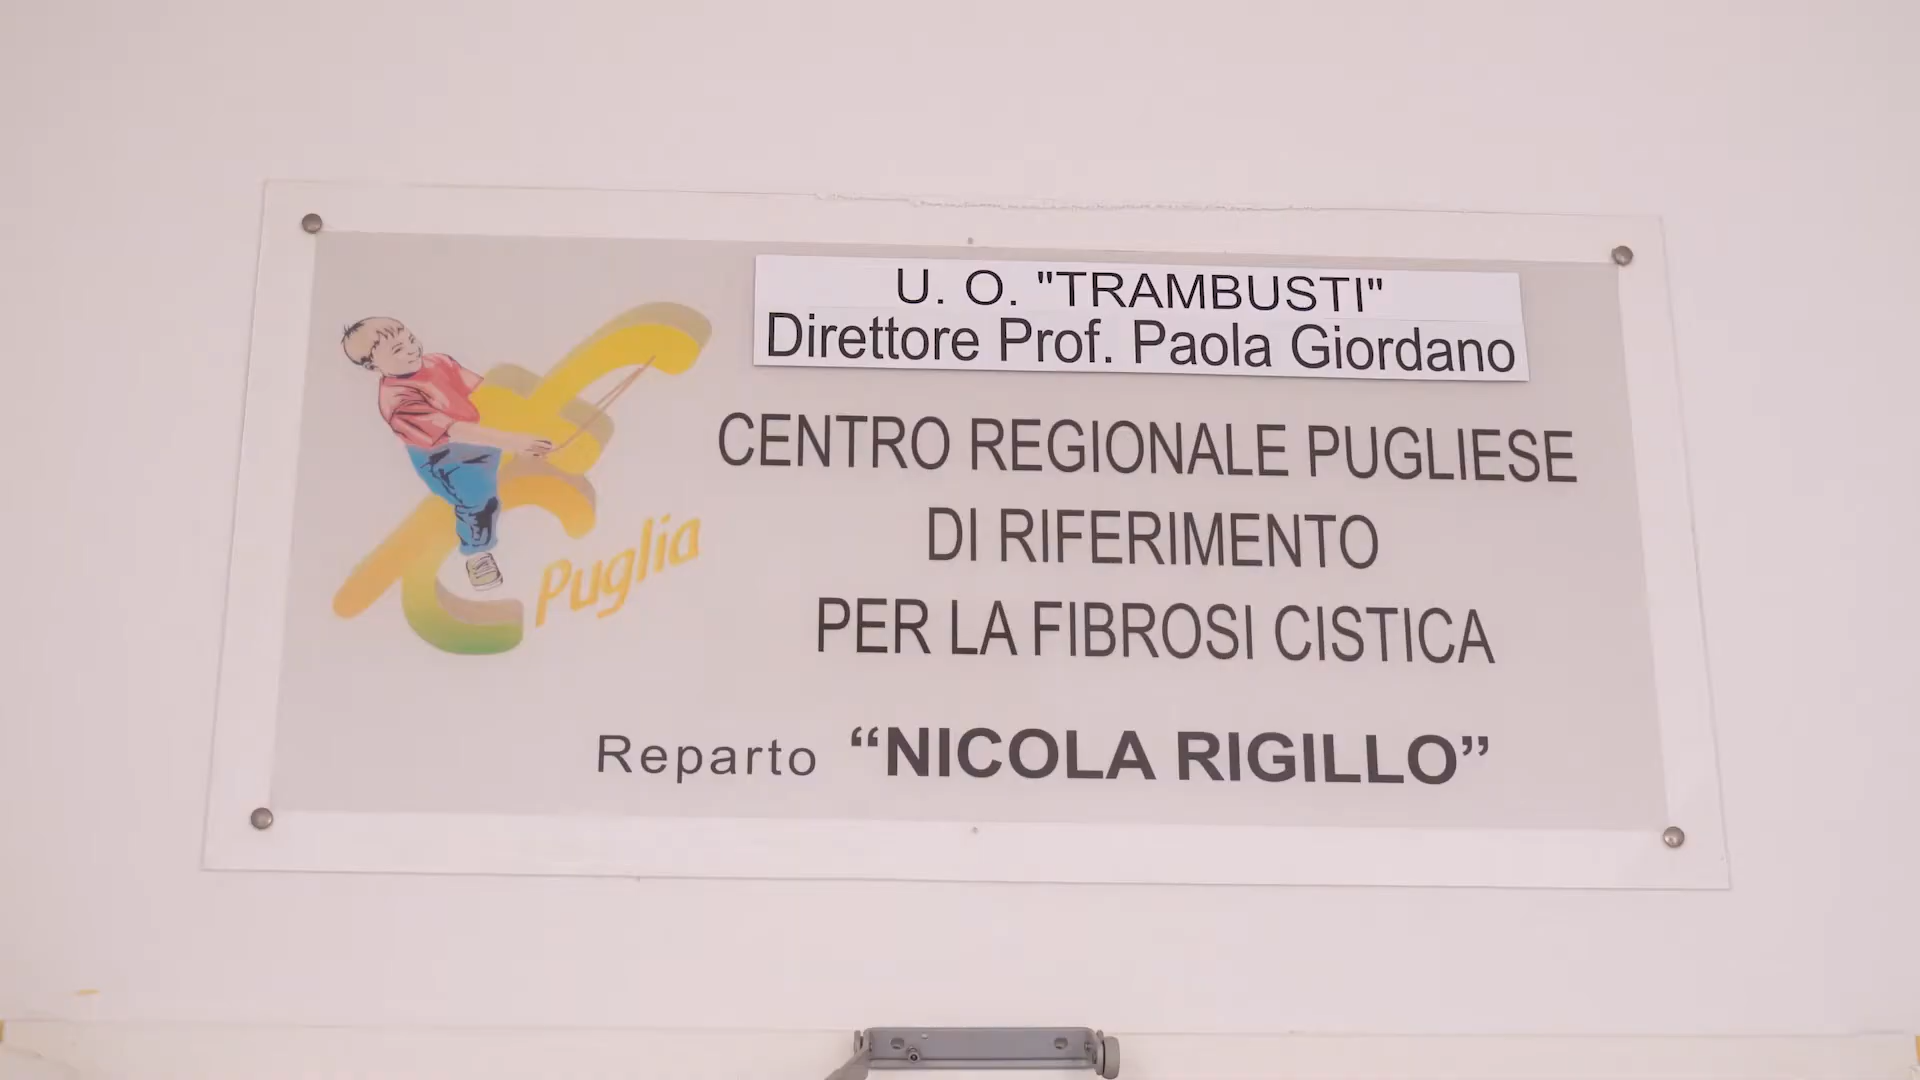 U. O. "TRAMBUSTI"
Direttore Prof. Paola Giordano
CENTRO REGIONALE PUGLIESE
DI RIFERIMENTO
PER LA FIBROSI CISTICA
Puglia
Reparto “NICOLA RIGILLO”